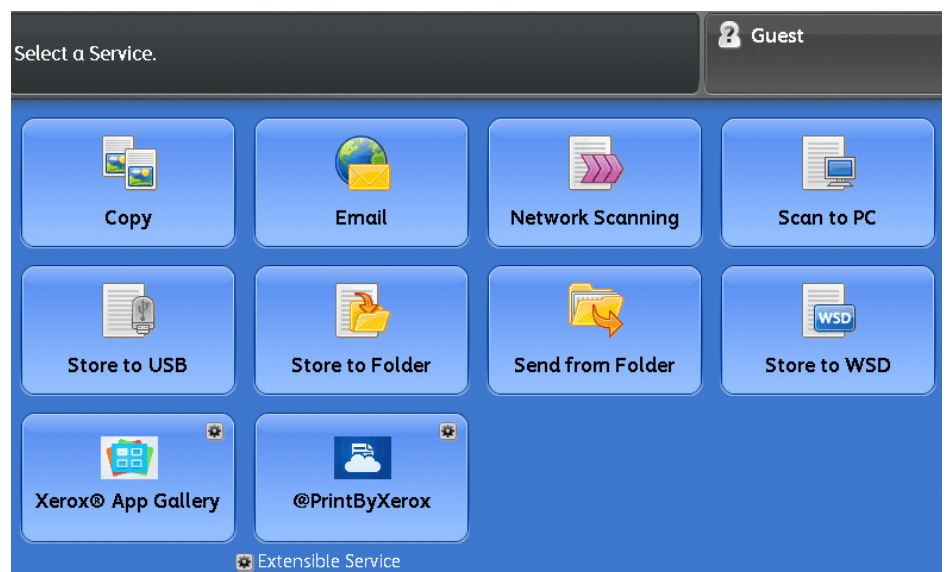 Select a Service.
Guest
Copy
Email
Network Scanning
Scan to PC
Store to USB
Store to Folder
Send from Folder
WSD
Store to WSD
Xerox® App Gallery
@PrintByXerox
Extensible Service